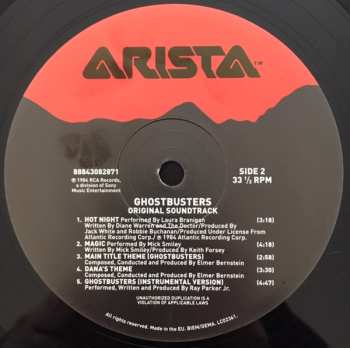 ARISTA™
88843082871
℗ 1984 RCA Records,
a division of Sony
Music Entertainment
GHOSTBUSTERS
ORIGINAL SOUNDTRACK
SIDE 2
33 ⅓ RPM
1. HOT NIGHT Performed By Laura Branigan [3:18]
Written By Diane Warren and The Doctor/Produced By
Jack White and Robbie Buchanan/Produced Under License From
Atlantic Recording Corp./ ℗ 1984 Atlantic Recording Corp.
2. MAGIC Performed By Mick Smiley [4:18]
Written By Mick Smiley/Produced By Keith Forsey
3. MAIN TITLE THEME (GHOSTBUSTERS) [2:58]
Composed, Conducted and Produced By Elmer Bernstein
4. DANA'S THEME [3:30]
Composed, Conducted and Produced By Elmer Bernstein
5. GHOSTBUSTERS (INSTRUMENTAL VERSION) [4:47]
Performed, Written and Produced By Ray Parker Jr.
UNAUTHORIZED DUPLICATION IS A
VIOLATION OF APPLICABLE LAWS
All rights reserved. Made in the EU. BIEM/GEMA. LC02361.